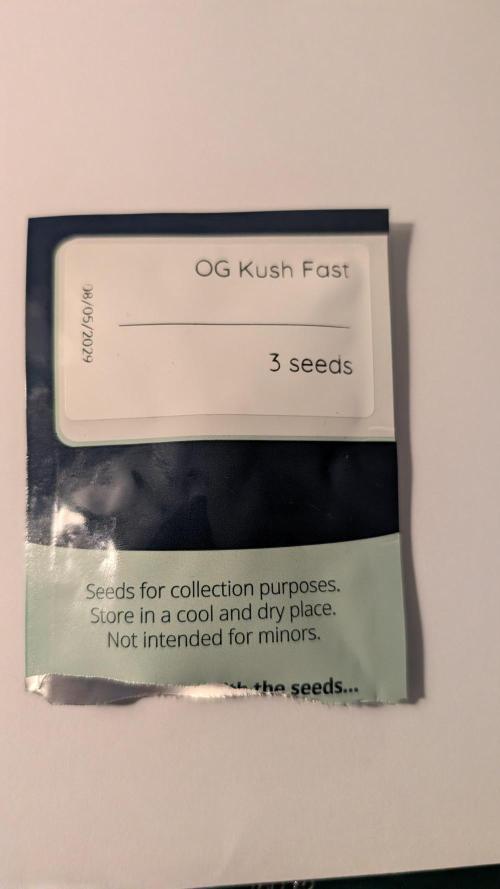 OG Kush Fast
08/05/2029
3 seeds
Seeds for collection purposes.
Store in a cool and dry place.
Not intended for minors.
the seeds...